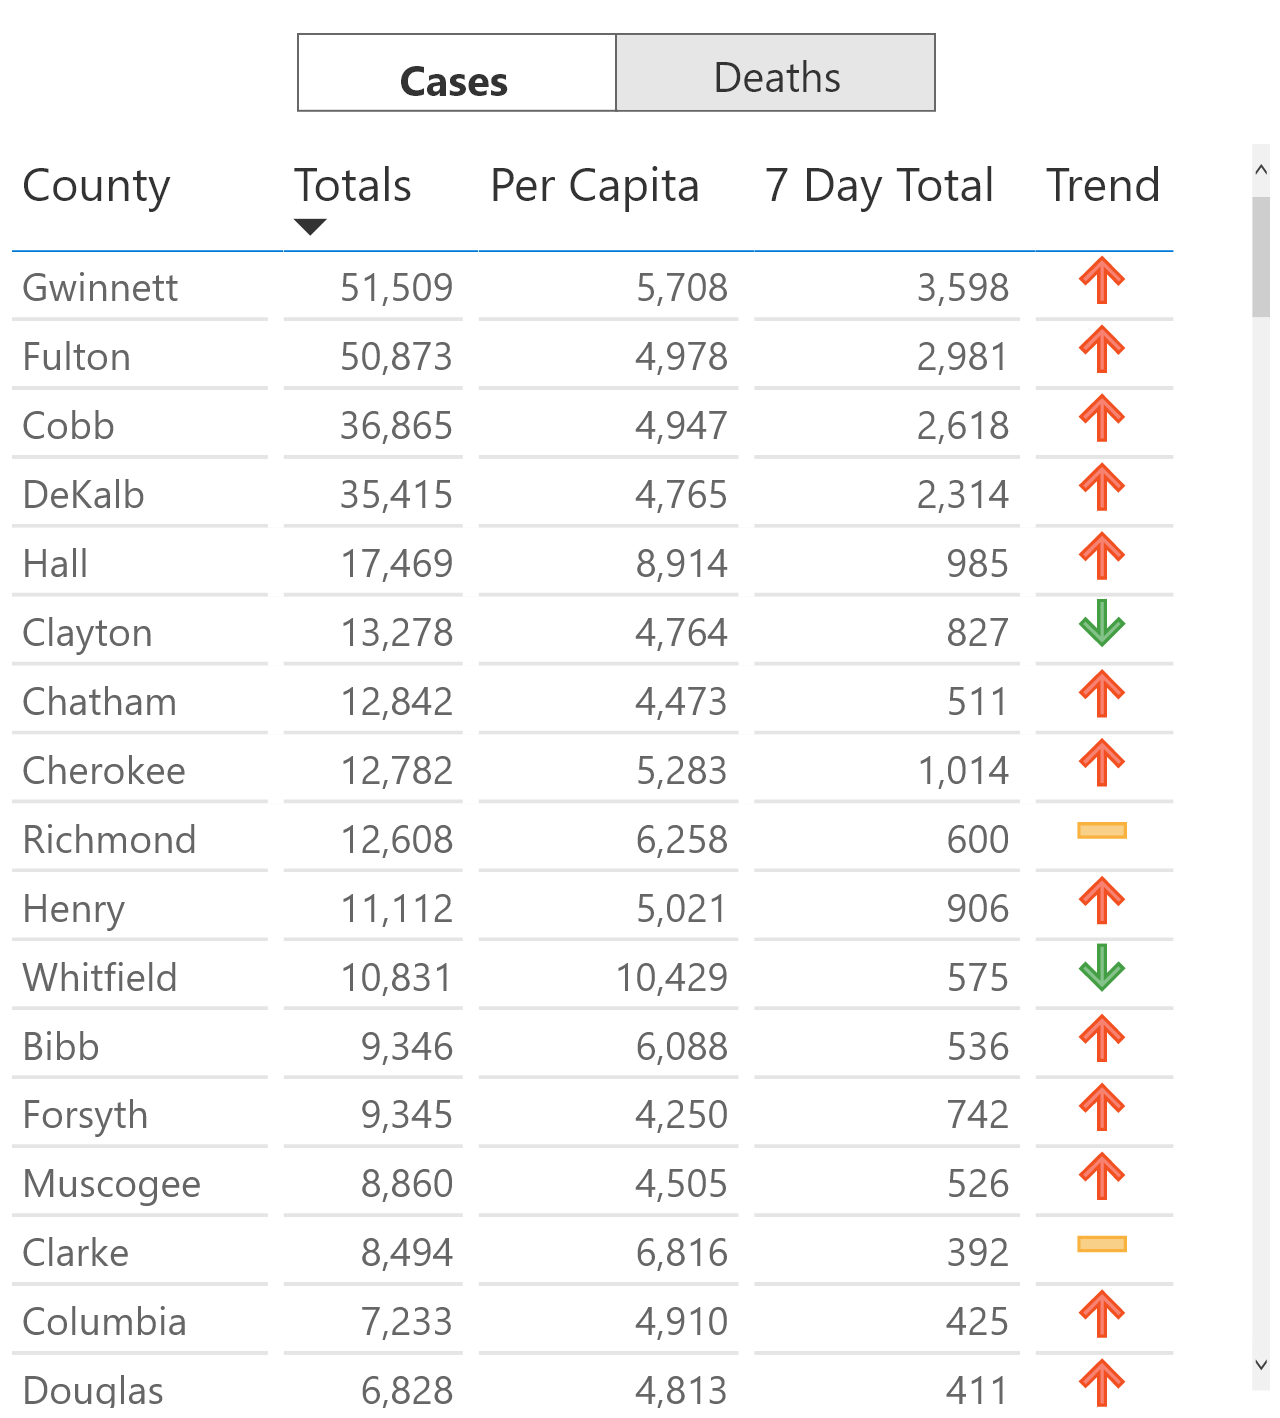 Cases Deaths
County Totals Per Capita 7 Day Total Trend
Gwinnett 51,509 5,708 3,598
Fulton 50,873 4,978 2,981
Cobb 36,865 4,947 2,618
DeKalb 35,415 4,765 2,314
Hall 17,469 8,914 985
Clayton 13,278 4,764 827
Chatham 12,842 4,473 511
Cherokee 12,782 5,283 1,014
Richmond 12,608 6,258 600
Henry 11,112 5,021 906
Whitfield 10,831 10,429 575
Bibb 9,346 6,088 536
Forsyth 9,345 4,250 742
Muscogee 8,860 4,505 526
Clarke 8,494 6,816 392
Columbia 7,233 4,910 425
Douglas 6,828 4,813 411